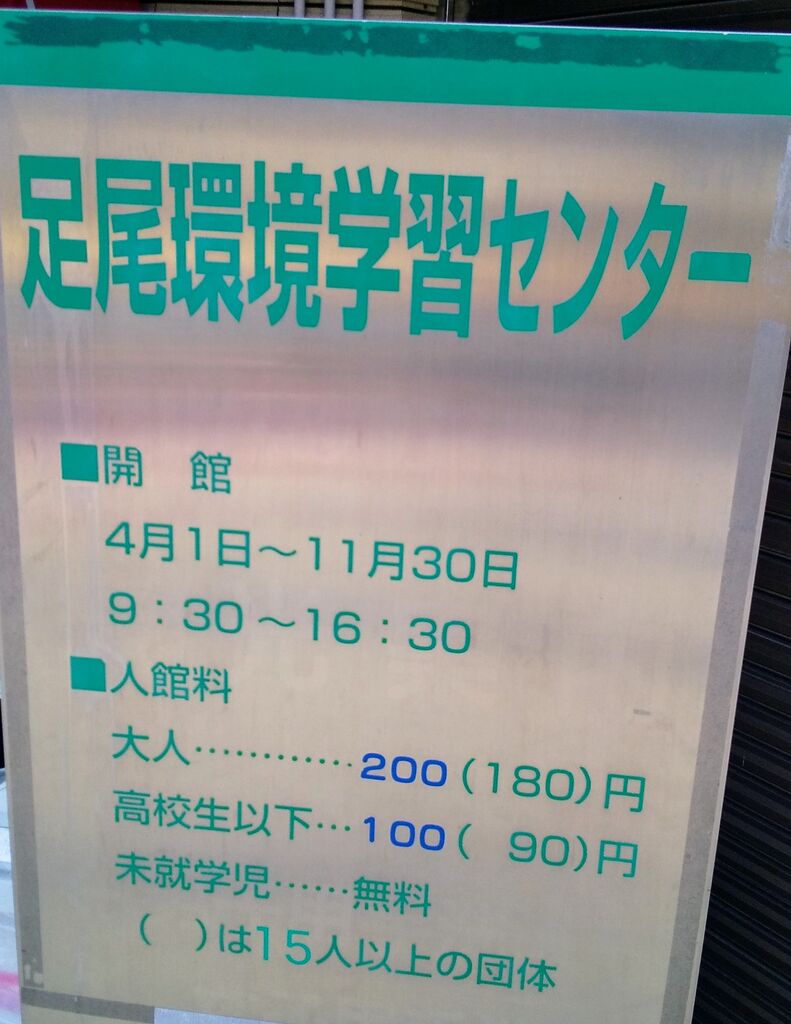 足尾環境学習センター
■開　館
4月1日～11月30日
9：30～16：30
■入館料
大人…………200(180)円
高校生以下…100(　90)円
未就学児……無料
(　)は15人以上の団体